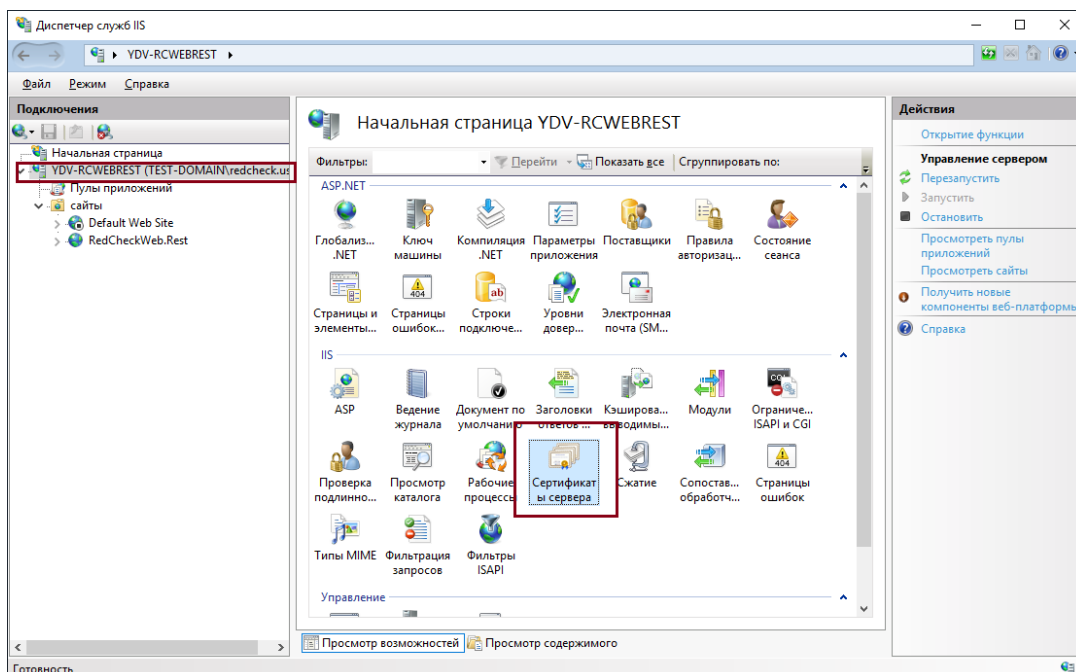 Диспетчер служб IIS
YDV-RCWEBREST
Файл Режим Справка
Подключения
Начальная страница
YDV-RCWEBREST (TEST-DOMAIN\redcheck.us
Пулы приложений
сайты
Default Web Site
RedCheckWeb.Rest
Начальная страница YDV-RCWEBREST
Фильтры: Перейти Показать все Сгруппировать по:
ASP.NET
Глобализ... Ключ Компиляция Параметры Поставщики Правила Состояние
.NET машины .NET приложения авторизац... сеанса
Страницы и Страницы Строки Уровни Электронная
элементы... ошибок... подключе... довер... почта (SM...
IIS
ASP Ведение Документ по Заголовки Кэширова... Модули Ограниче...
журнала умолчанию ответов ... выводимы... ISAPI и CGI
Проверка Просмотр Рабочие Сертификат Сжатие Сопостав... Страницы
подлинно... каталога процессы ы сервера обработч... ошибок
Типы MIME Фильтрация Фильтры
запросов ISAPI
Управление
Просмотр возможностей Просмотр содержимого
Действия
Открытие функции
Управление сервером
Перезапустить
Запустить
Остановить
Просмотреть пулы
приложений
Просмотреть сайты
Получить новые
компоненты веб-платформы
Справка
Готовность